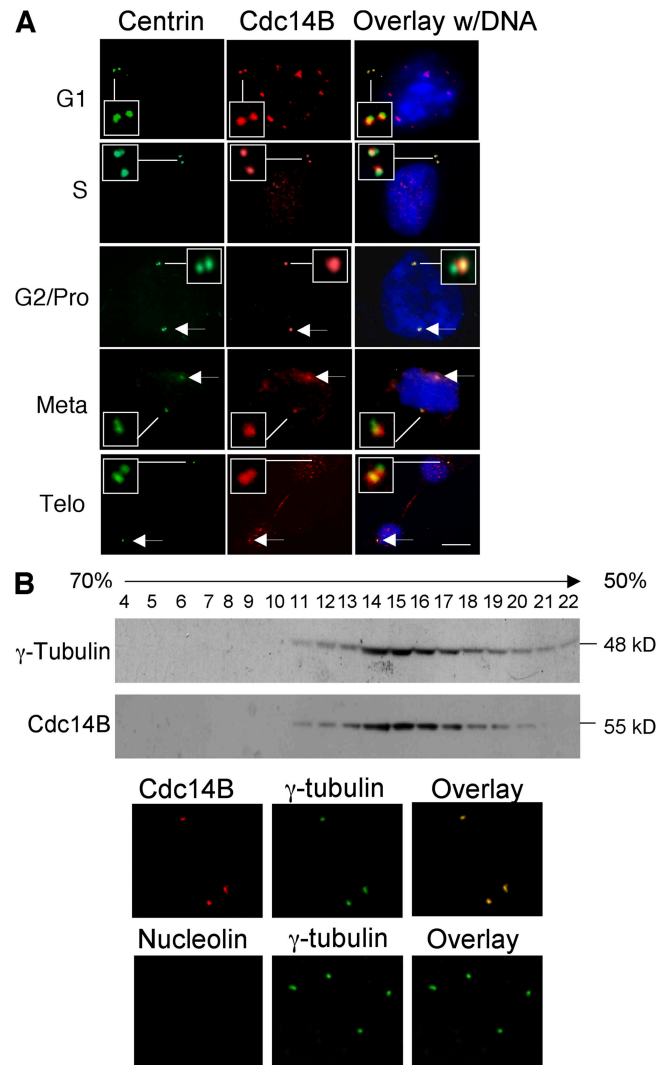 A
Centrin Cdc14B Overlay w/DNA
G1
S
G2/Pro
Meta
Telo
B
70% 50%
4 5 6 7 8 9 10 11 12 13 14 15 16 17 18 19 20 21 22
γ-Tubulin 48 kD
Cdc14B 55 kD
Cdc14B γ-tubulin Overlay
Nucleolin γ-tubulin Overlay